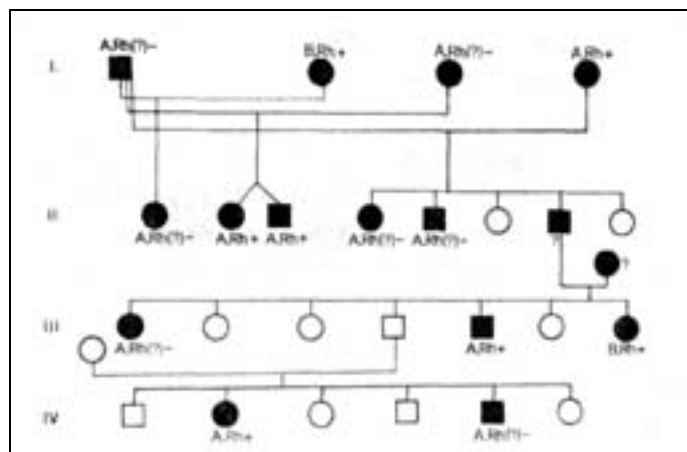 A,Rh(?)- B,Rh+ A,Rh(?)- A,Rh+
I.
II
A,Rh(?)- A,Rh+ A,Rh+ A,Rh(?)- A,Rh(?)- ?
?
III
A,Rh(?)- A,Rh+ B,Rh+
IV
A,Rh+ A,Rh(?)-